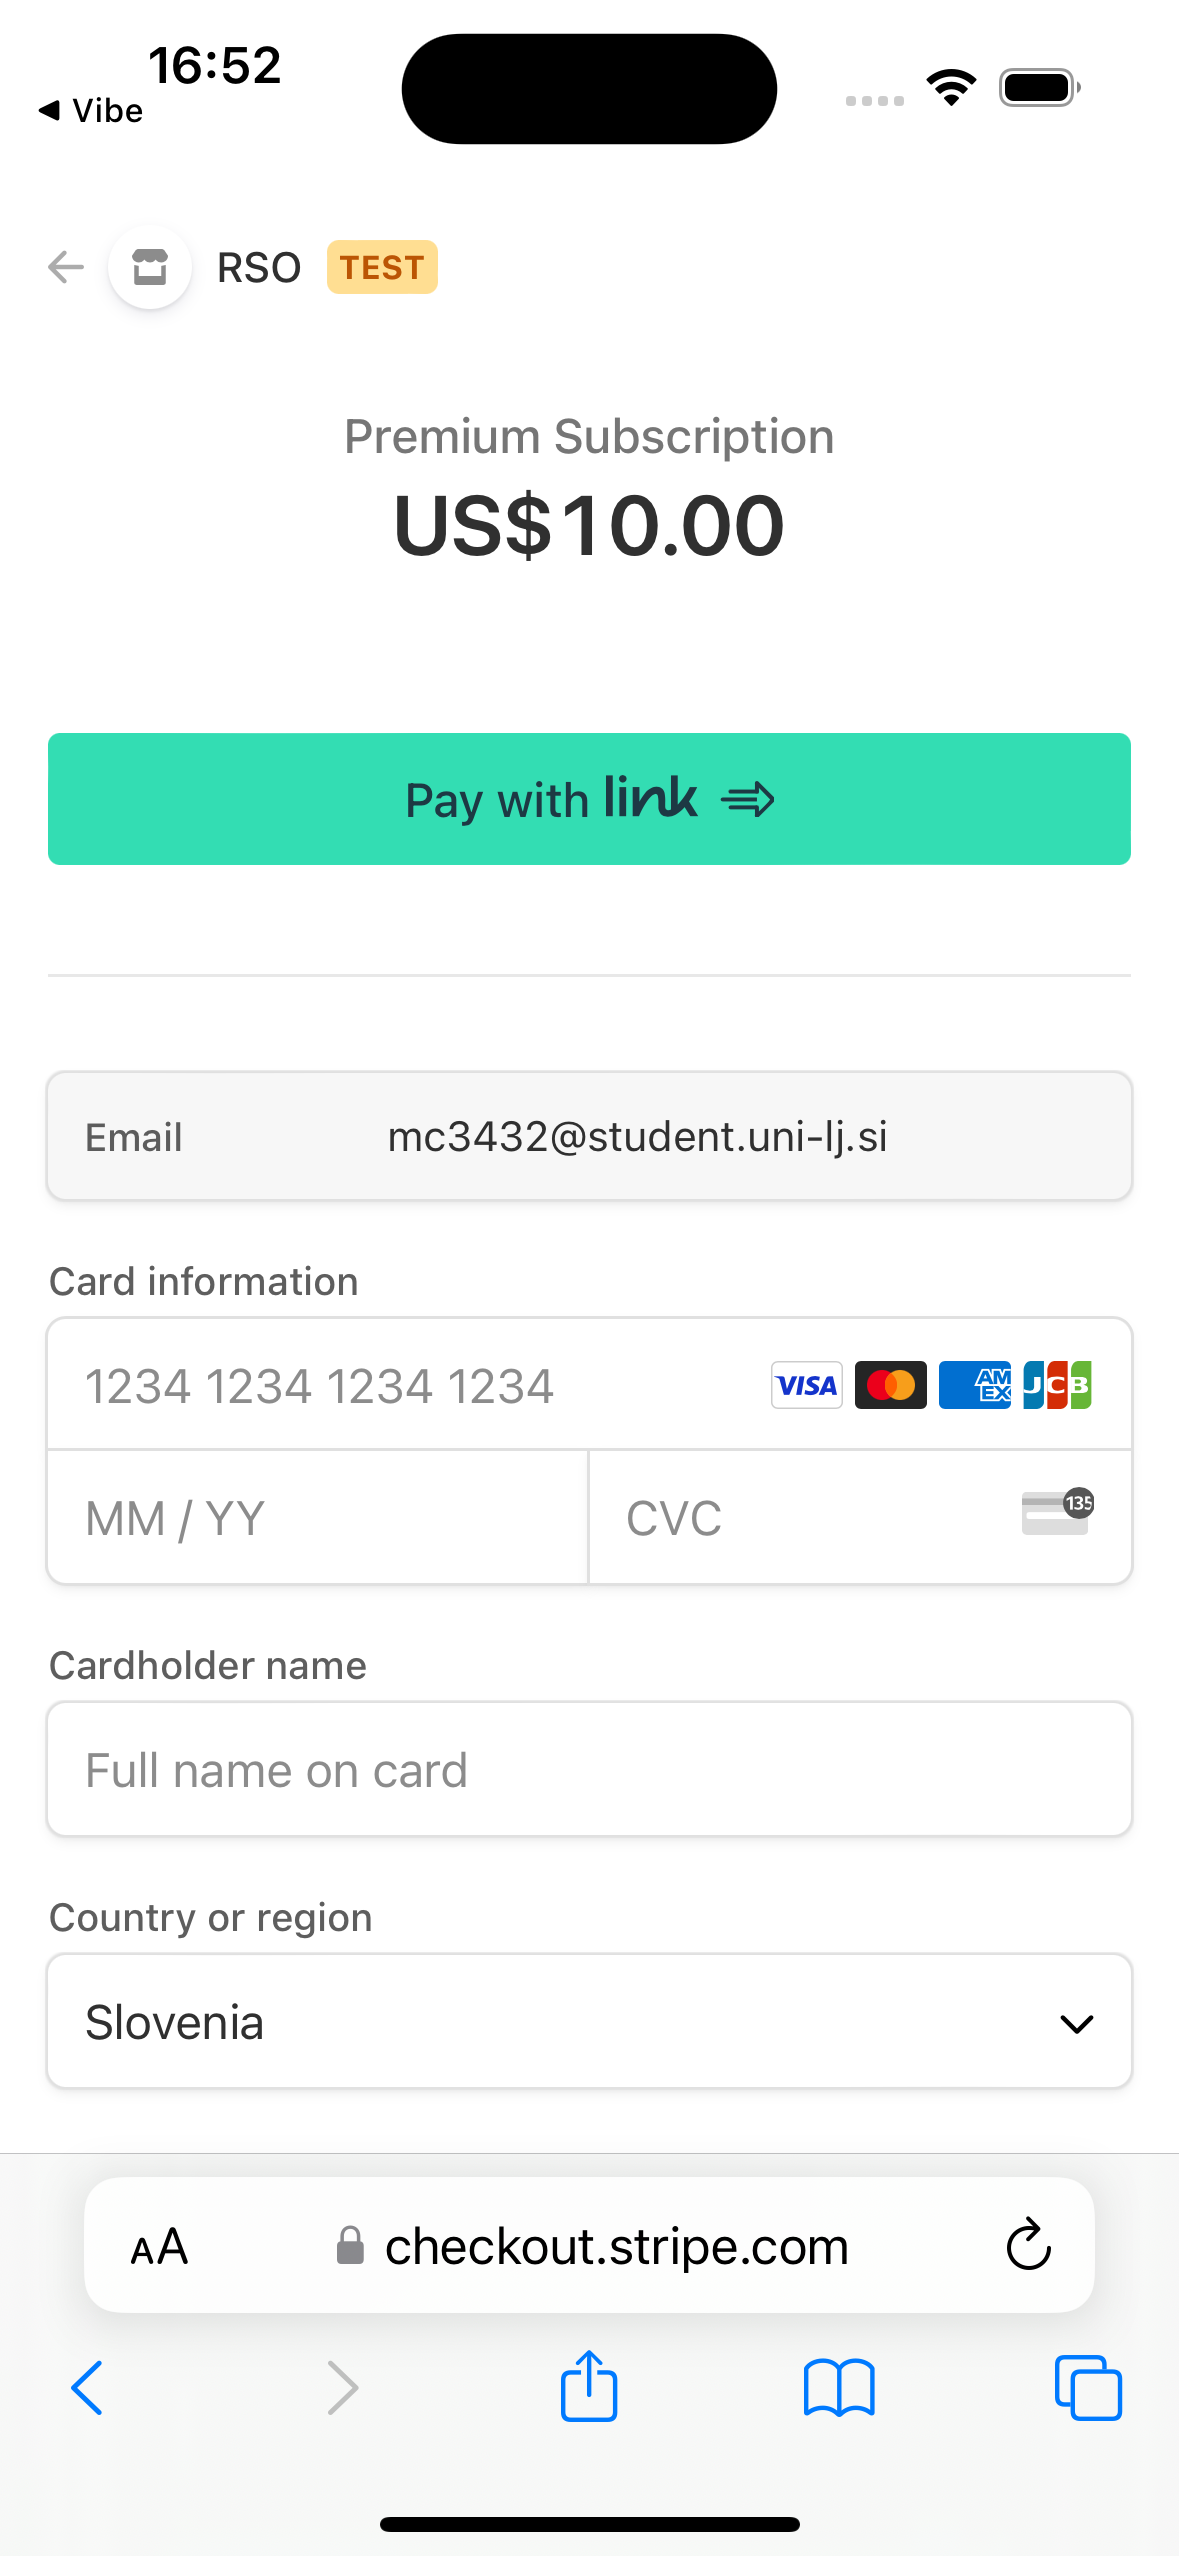 16:52
◀ Vibe
RSO TEST
Premium Subscription
US$10.00
Pay with link
Email mc3432@student.uni-lj.si
Card information
1234 1234 1234 1234 VISA AM EX JCB
MM / YY CVC 135
Cardholder name
Full name on card
Country or region
Slovenia
AA checkout.stripe.com